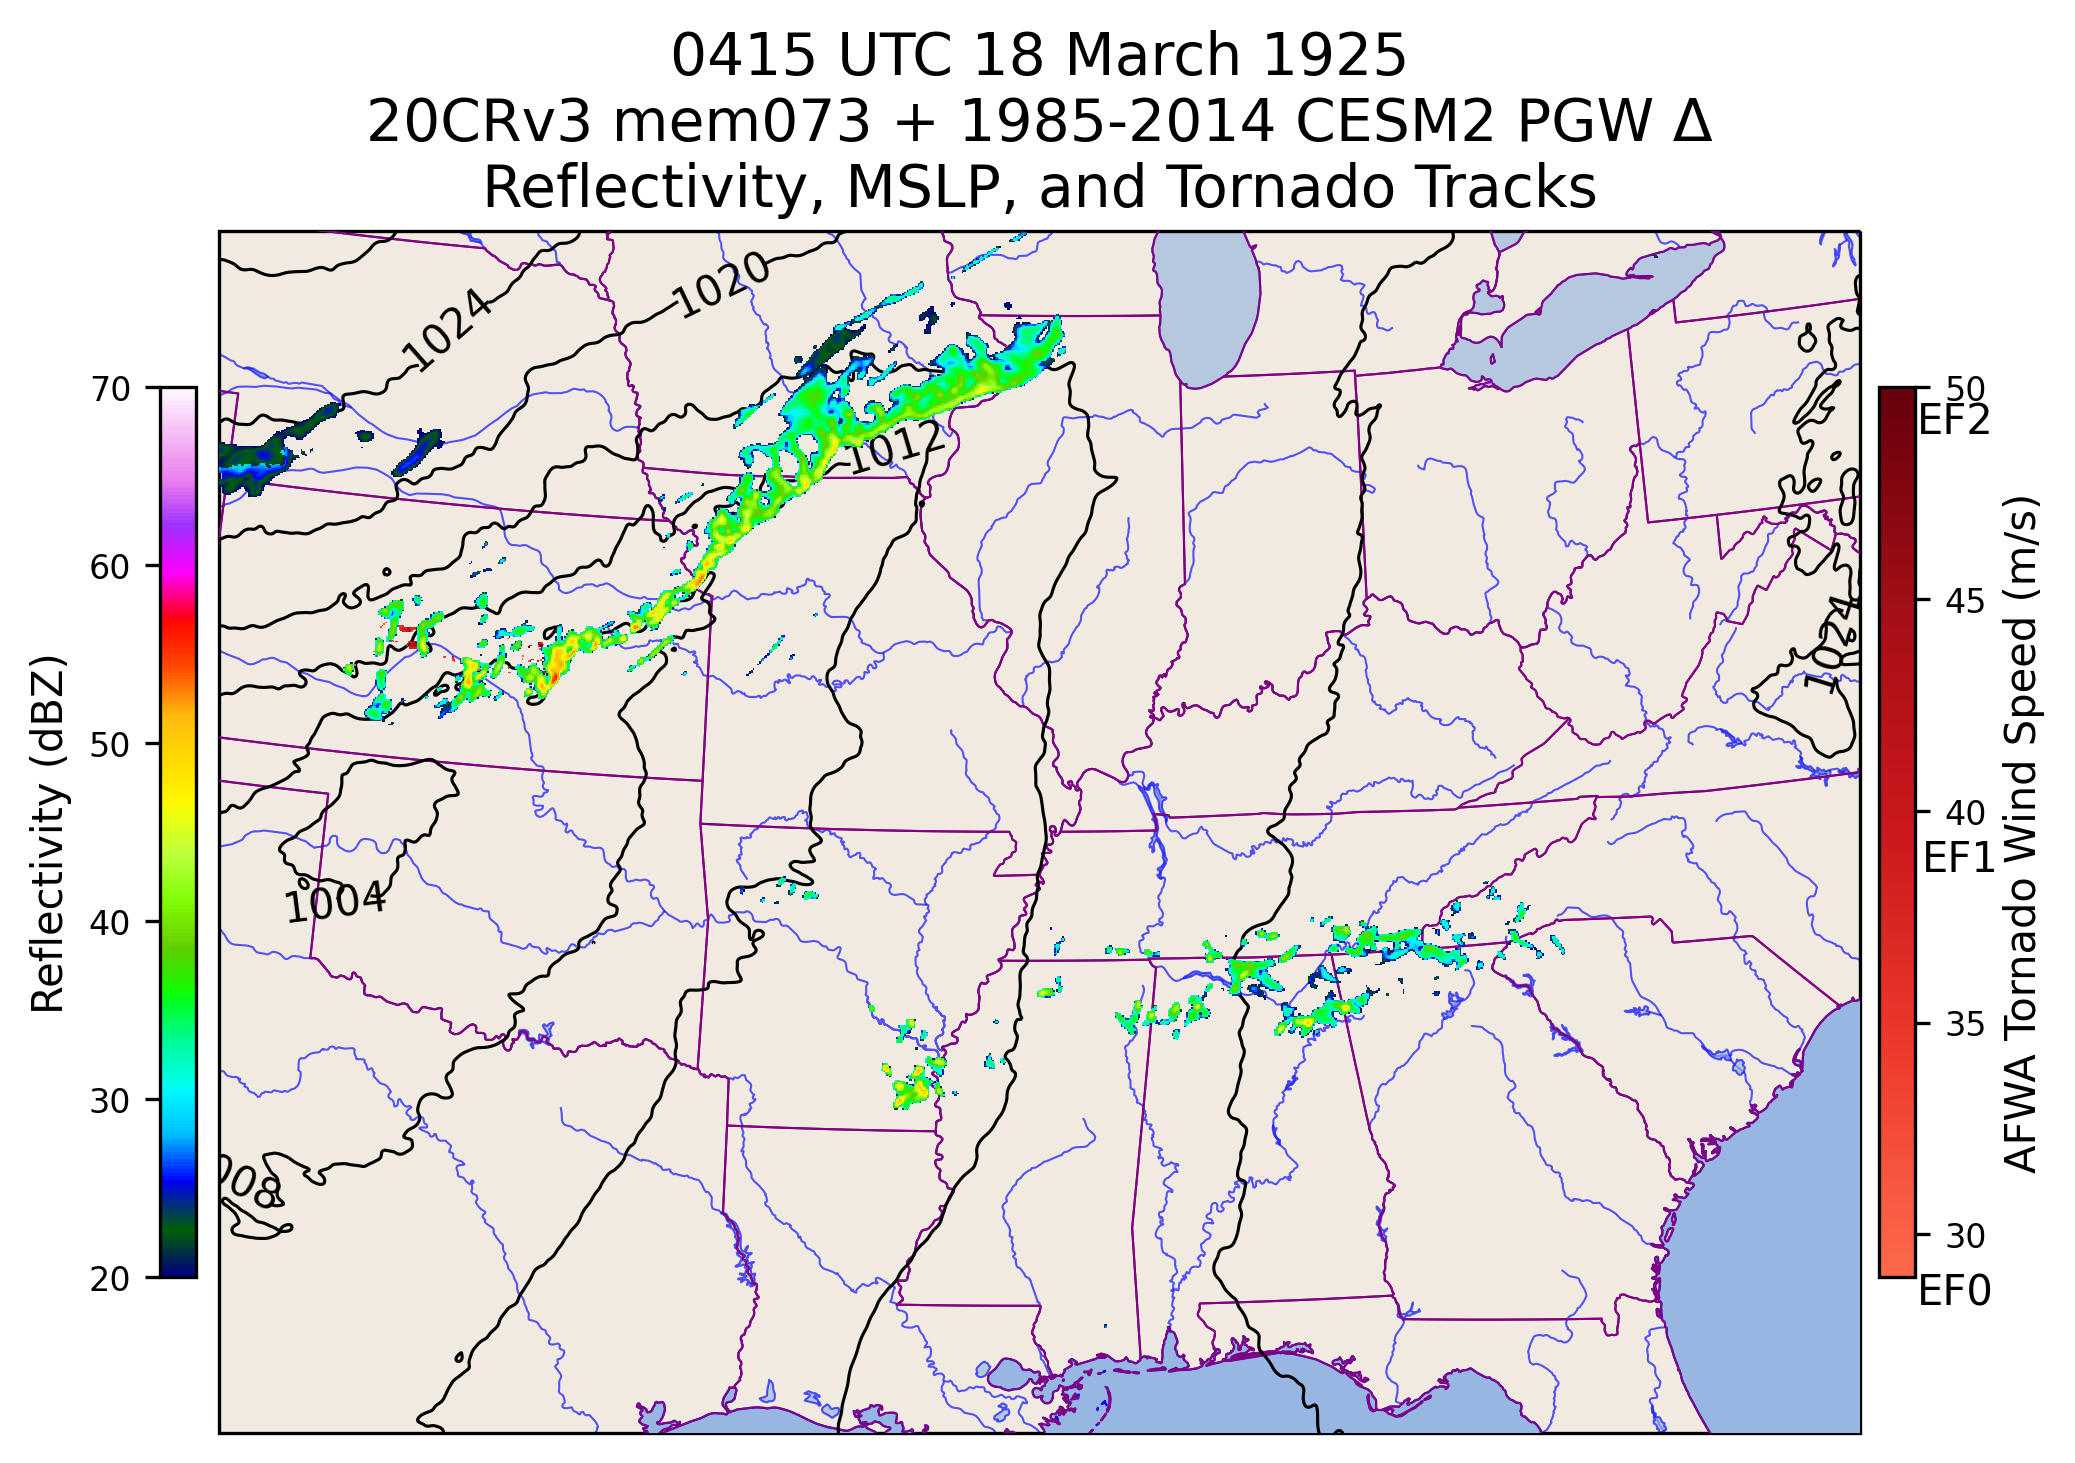 0415 UTC 18 March 1925
20CRv3 mem073 + 1985-2014 CESM2 PGW Δ
Reflectivity, MSLP, and Tornado Tracks
Reflectivity (dBZ)
70
60
50
40
30
20
1024
1020
1012
1004
008
1024
50
EF2
45
40
EF1
35
30
EF0
AFWA Tornado Wind Speed (m/s)